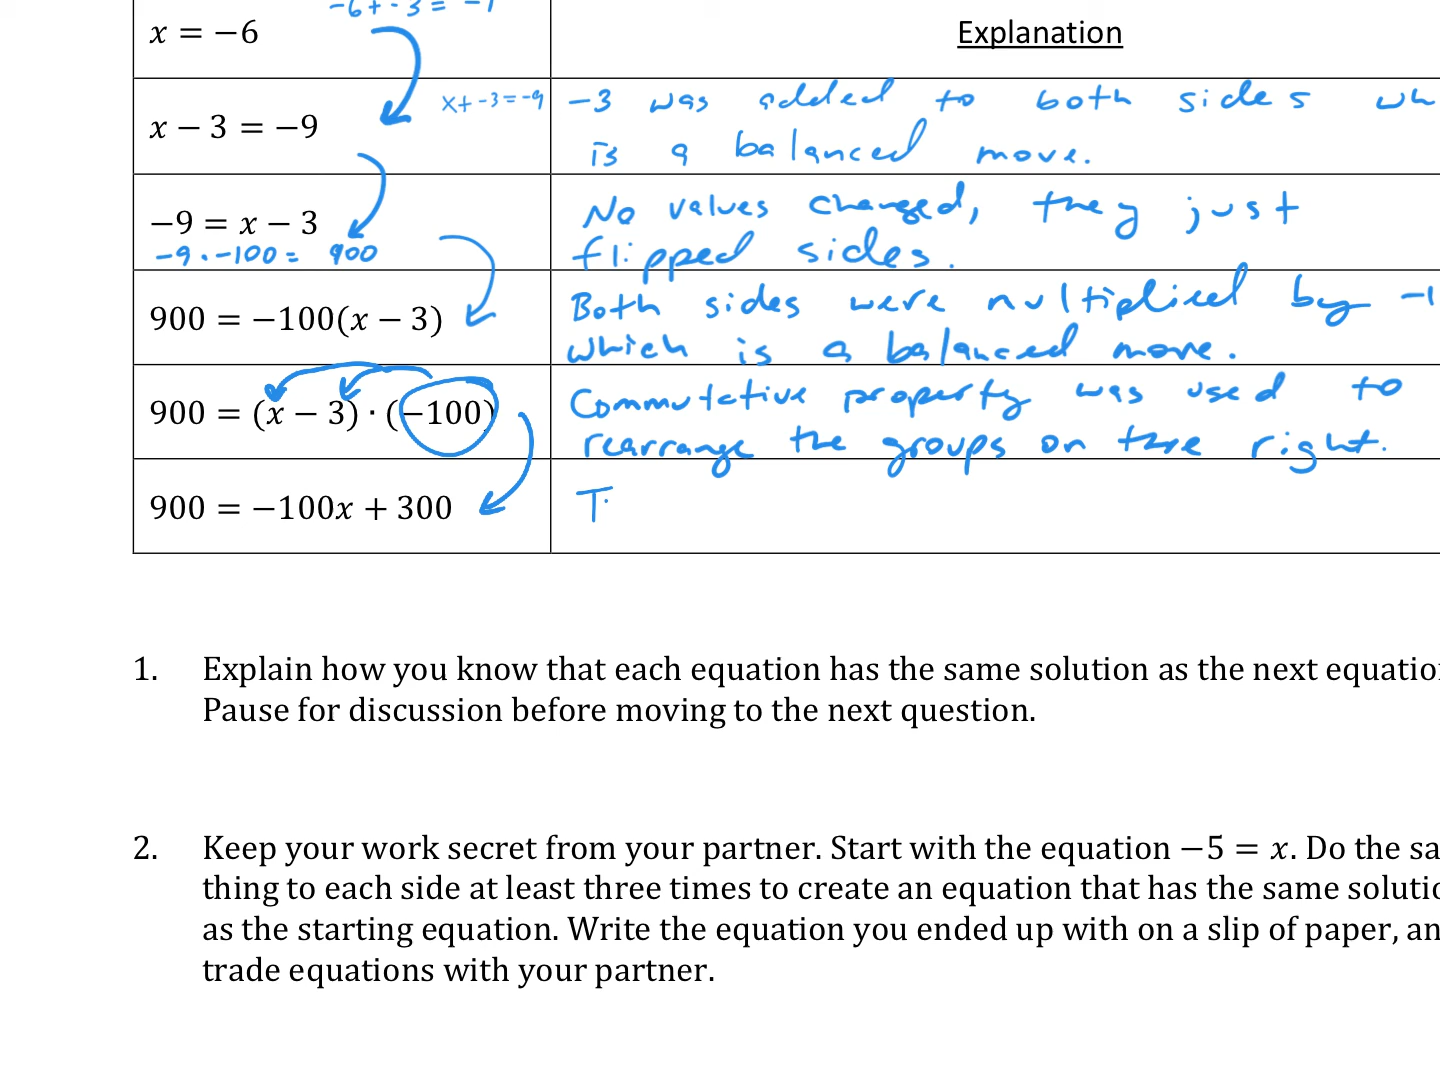 -6+-3=
x = −6
Explanation
x − 3 = −9
x+-3=-9
-3 was added to both sides
is a balanced move.
−9 = x − 3
-9·-100= 900
No values changed, they just
flipped sides.
900 = −100(x − 3)
Both sides were multiplied by -1
which is a balanced move.
900 = (x − 3) · (−100)
Commutative property was used to
rearrange the groups on the right.
900 = −100x + 300
T
1. Explain how you know that each equation has the same solution as the next equatio
Pause for discussion before moving to the next question.
2. Keep your work secret from your partner. Start with the equation −5 = x. Do the sa
thing to each side at least three times to create an equation that has the same solutio
as the starting equation. Write the equation you ended up with on a slip of paper, an
trade equations with your partner.